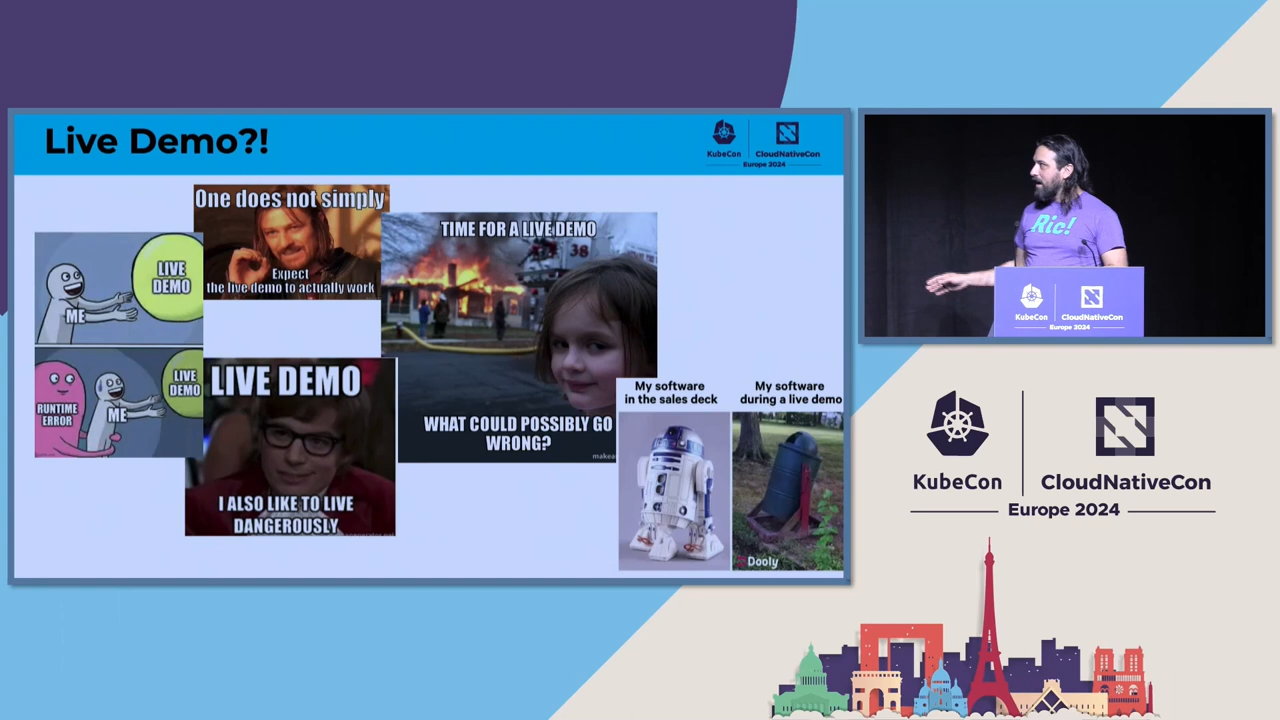 Live Demo?!
KubeCon
CloudNativeCon
Europe 2024
One does not simply
Expect
the live demo to actually work
LIVE
DEMO
ME
RUNTIME
ERROR
ME
LIVE
DEMO
LIVE DEMO
I ALSO LIKE TO LIVE
DANGEROUSLY
TIME FOR A LIVE DEMO
38
WHAT COULD POSSIBLY GO
WRONG?
My software
in the sales deck
My software
during a live demo
Dooly
Ric!
KubeCon
CloudNativeCon
Europe 2024
KubeCon
CloudNativeCon
Europe 2024